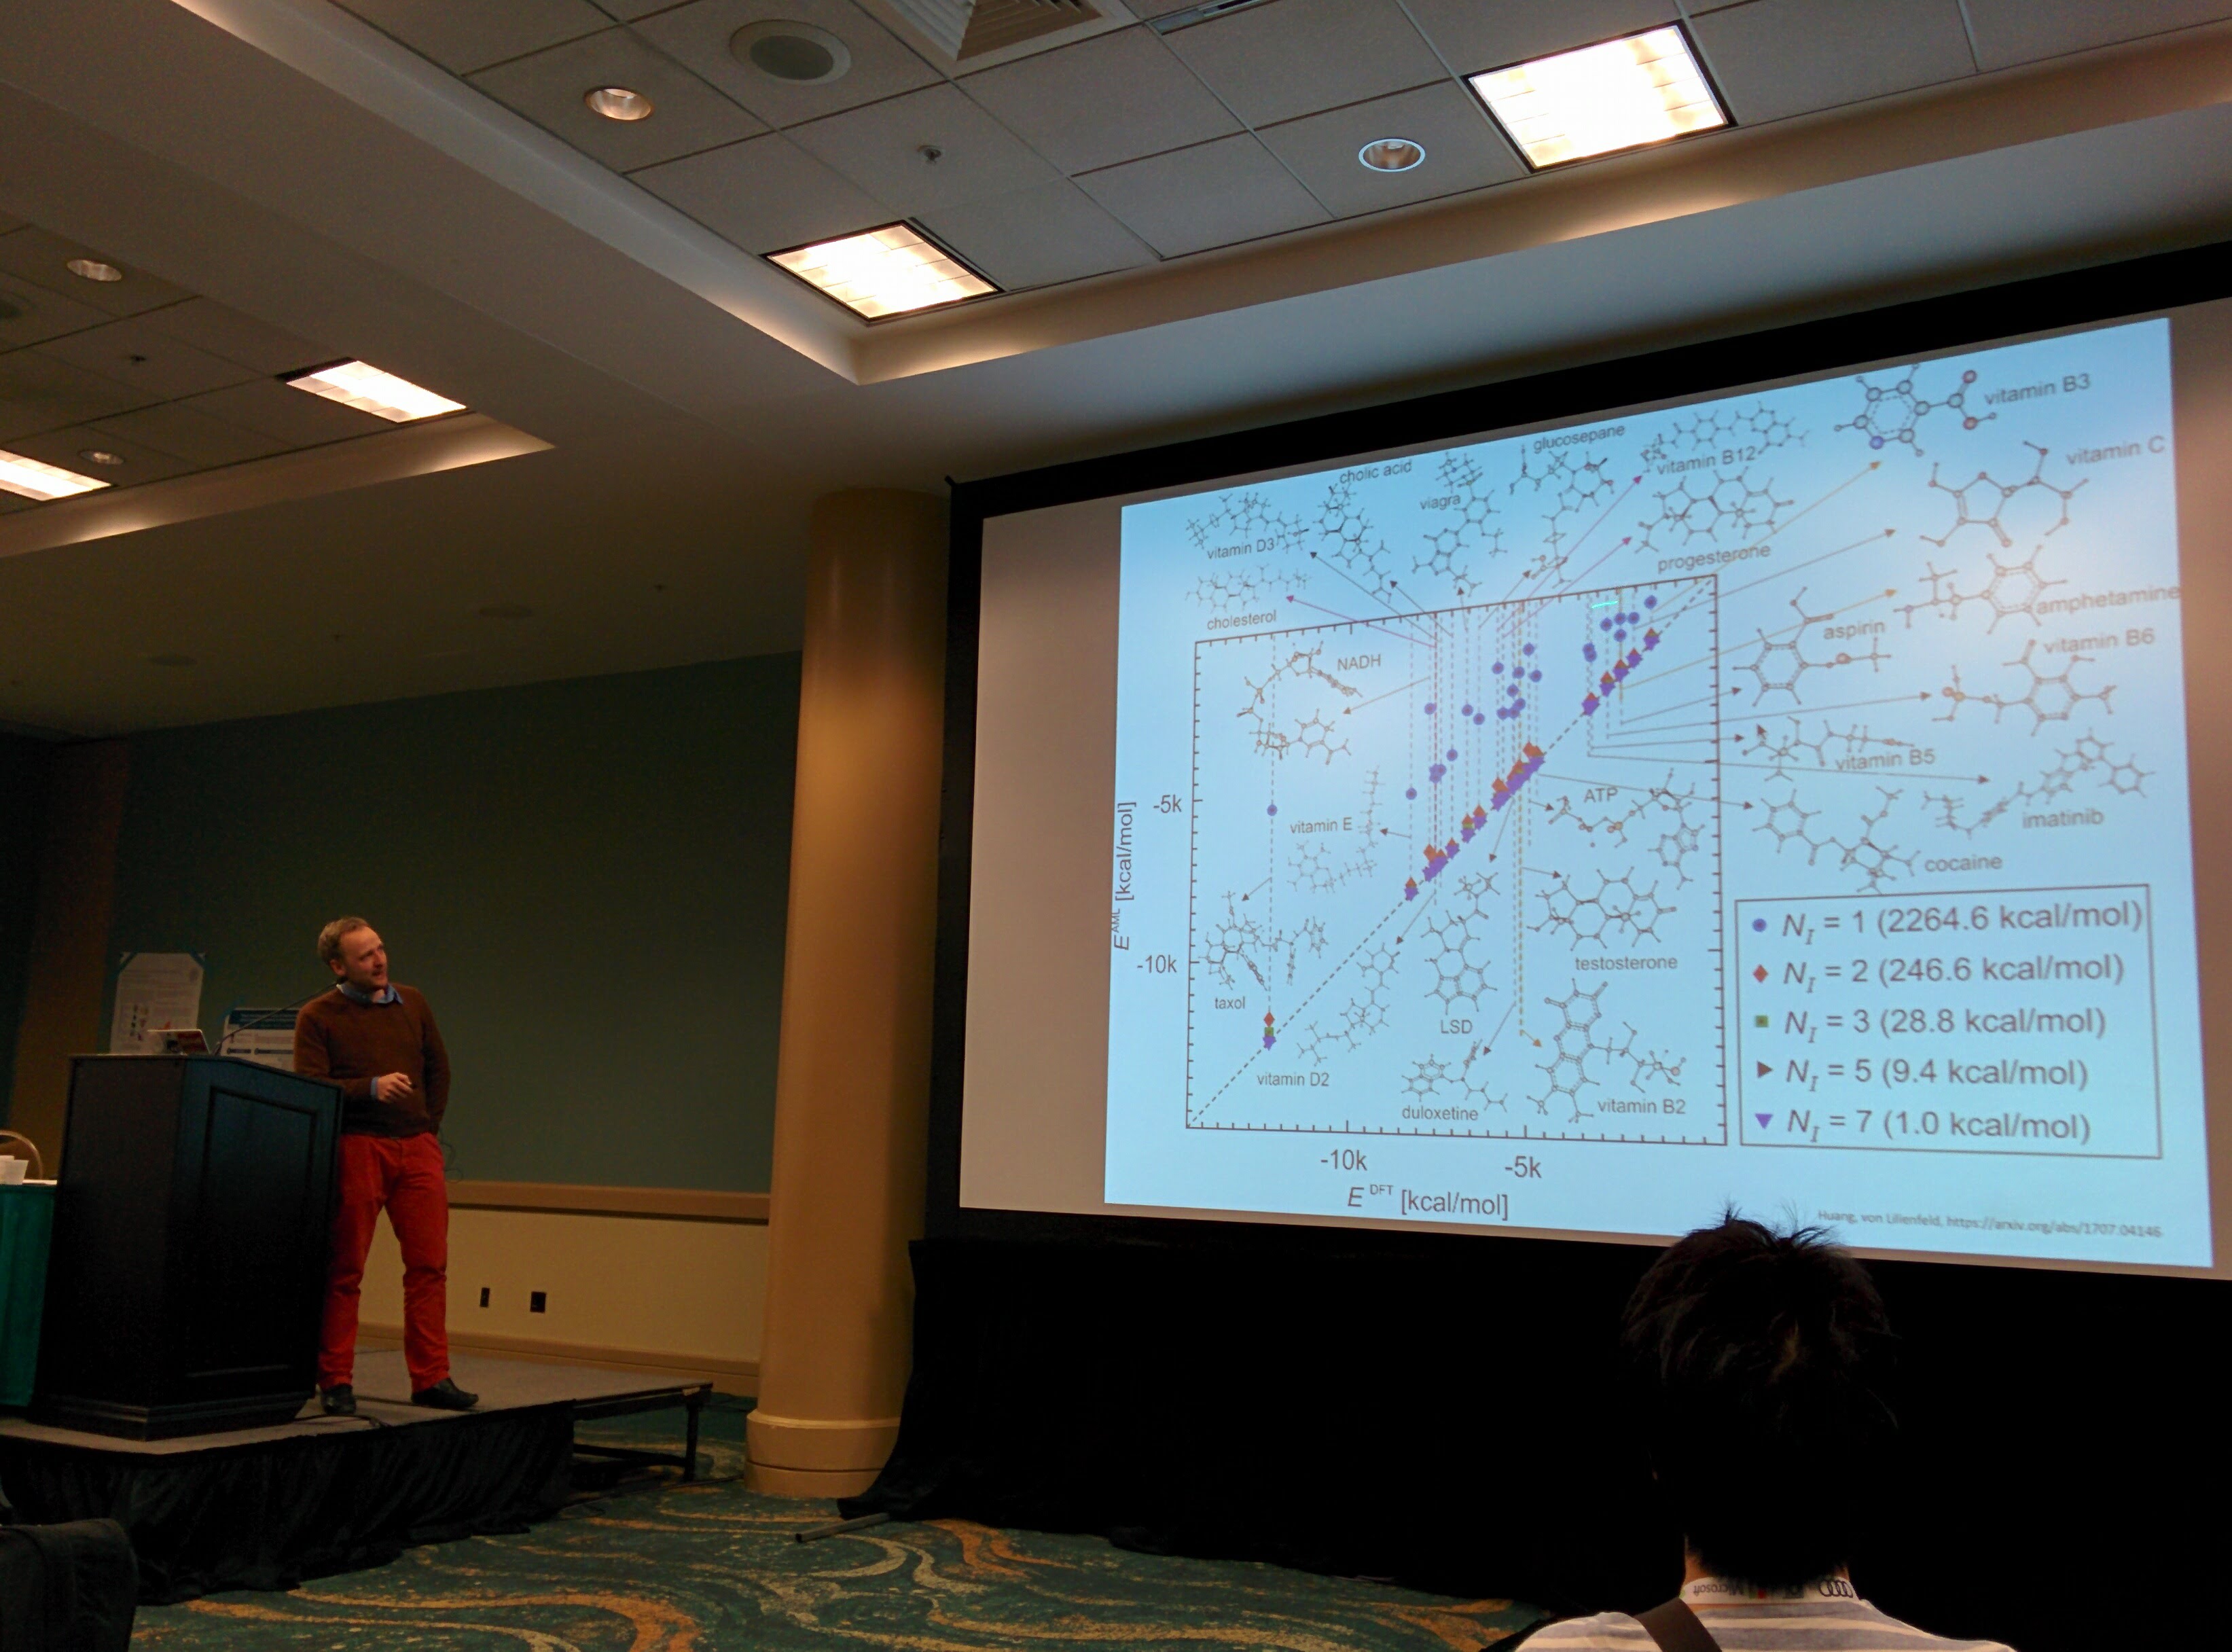 vitamin B3
glucosepane
vitamin B12
vitamin C
cholic acid
viagra
vitamin D3
progesterone
amphetamine
cholesterol
aspirin
NADH
vitamin B6
vitamin B5
-5k
ATP
imatinib
vitamin E
cocaine
E^AML [kcal/mol]
-10k
testosterone
taxol
LSD
vitamin D2
duloxetine
vitamin B2
N_I = 1 (2264.6 kcal/mol)
N_I = 2 (246.6 kcal/mol)
N_I = 3 (28.8 kcal/mol)
N_I = 5 (9.4 kcal/mol)
N_I = 7 (1.0 kcal/mol)
-10k
-5k
E^DFT [kcal/mol]
Huang, von Lilienfeld, https://arxiv.org/abs/1707.04146
Microsoft